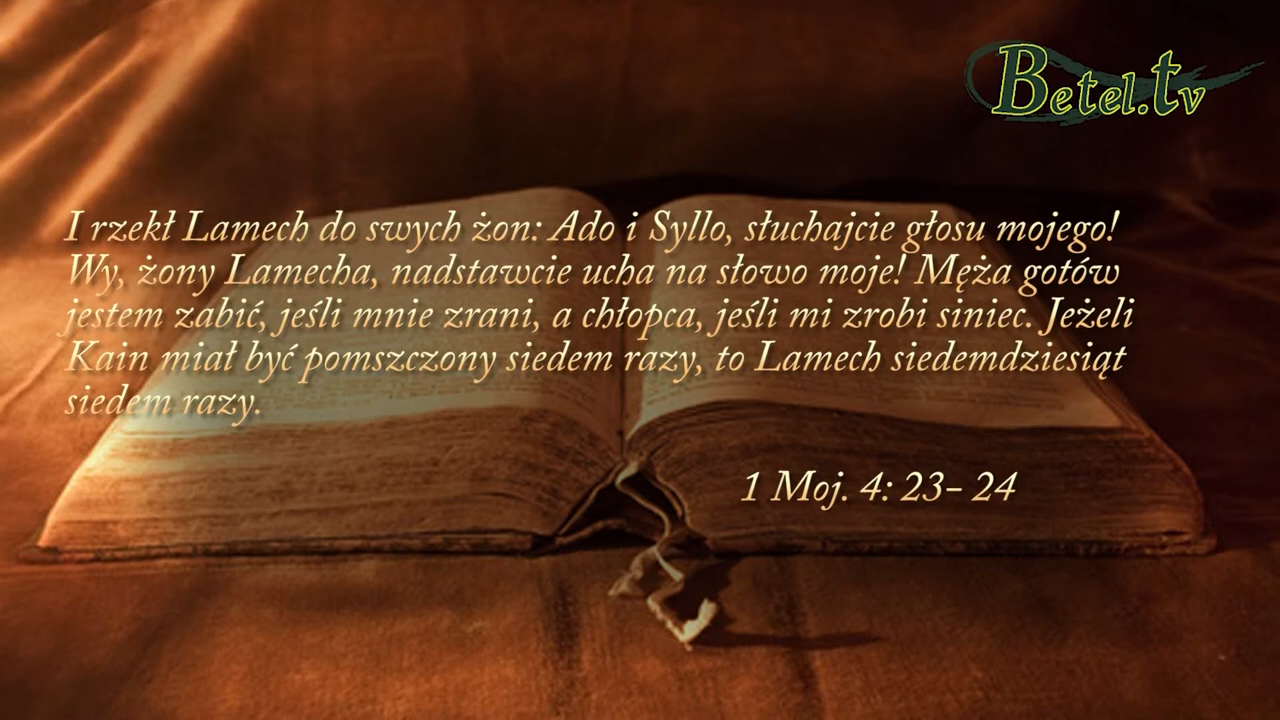 Betel.tv
I rzekł Lamech do swych żon: Ado i Syllo, słuchajcie głosu mojego!
Wy, żony Lamecha, nadstawcie ucha na słowo moje! Męża gotów
jestem zabić, jeśli mnie zrani, a chłopca, jeśli mi zrobi siniec. Jeżeli
Kain miał być pomszczony siedem razy, to Lamech siedemdziesiąt
siedem razy.
1 Moj. 4: 23- 24